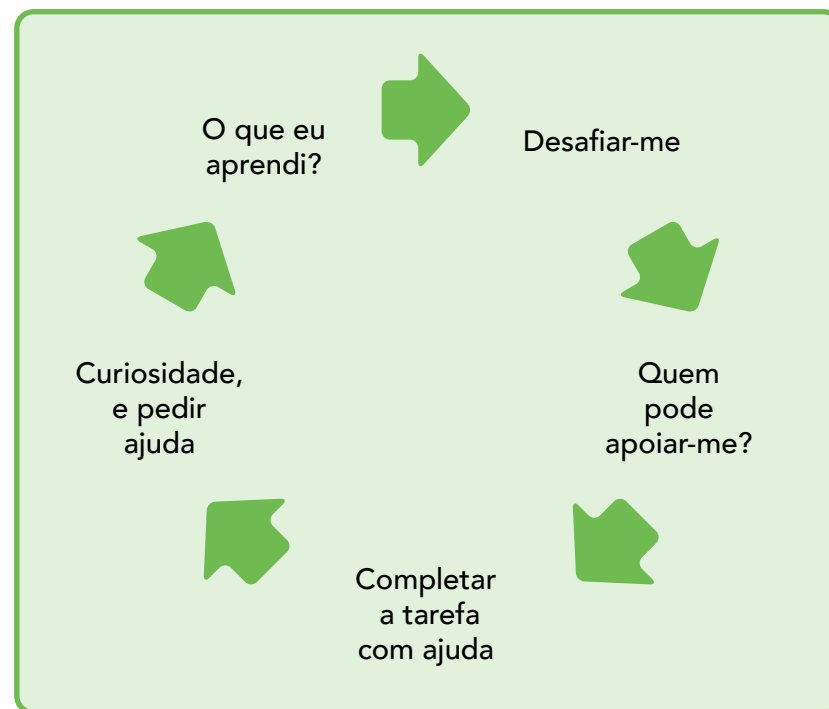 O que eu
aprendi?
Desafiar-me
Quem
pode
apoiar-me?
Completar
a tarefa
com ajuda
Curiosidade,
e pedir
ajuda